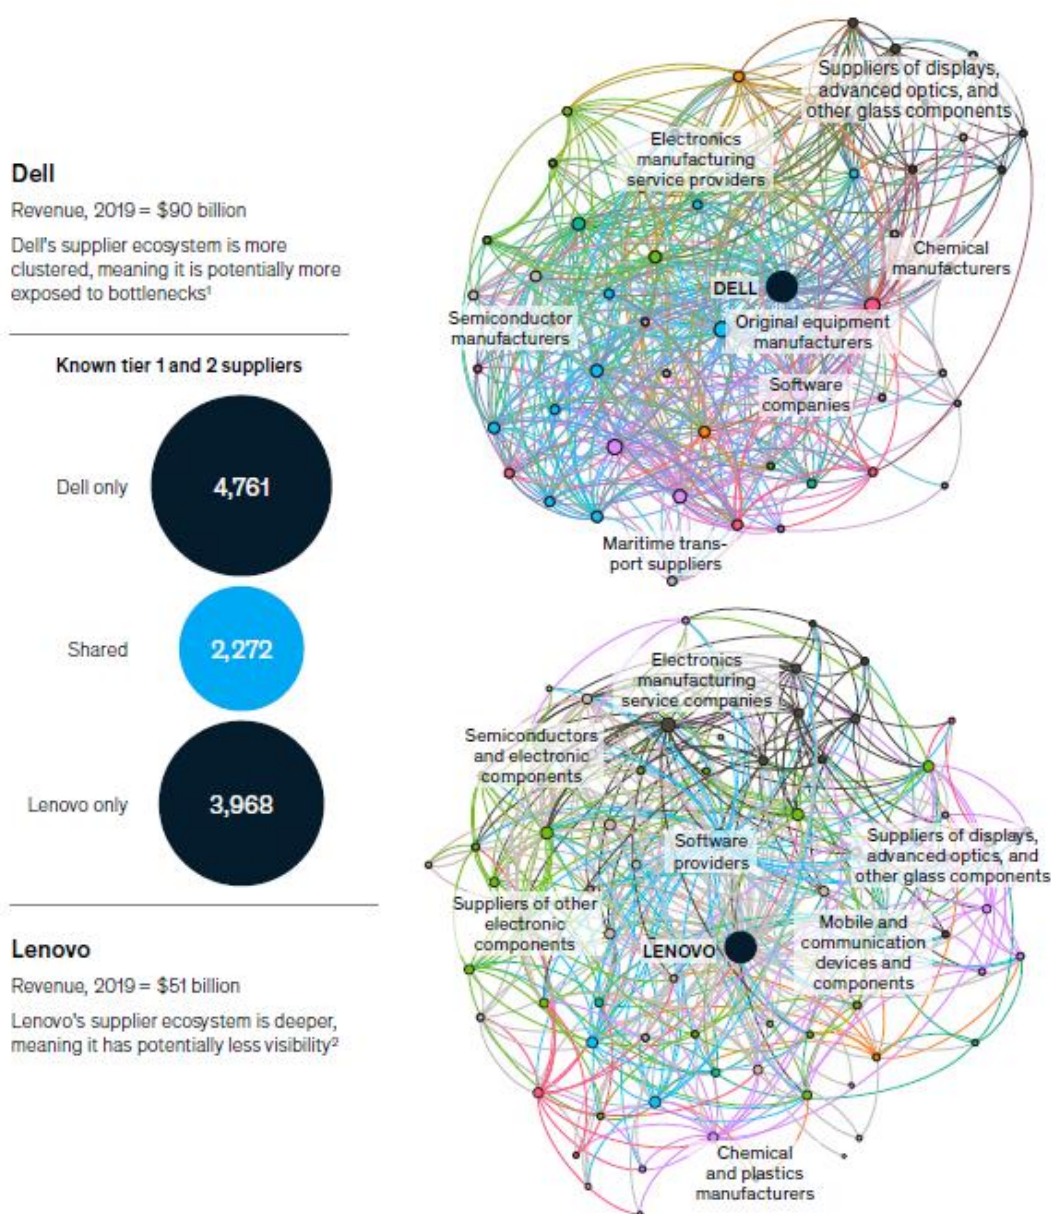 Dell
Revenue, 2019 = $90 billion
Dell's supplier ecosystem is more
clustered, meaning it is potentially more
exposed to bottlenecks¹
Known tier 1 and 2 suppliers
Dell only
4,761
Shared
2,272
Lenovo only
3,968
Lenovo
Revenue, 2019 = $51 billion
Lenovo's supplier ecosystem is deeper,
meaning it has potentially less visibility²
Suppliers of displays,
advanced optics, and
other glass components
Electronics
manufacturing
service providers
Chemical
manufacturers
DELL
Semiconductor
manufacturers
Original equipment
manufacturers
Software
companies
Maritime trans-
port suppliers
Electronics
manufacturing
service companies
Semiconductors
and electronic
components
Software
providers
Suppliers of displays,
advanced optics, and
other glass components
Suppliers of other
electronic
components
LENOVO
Mobile and
communication
devices and
components
Chemical
and plastics
manufacturers